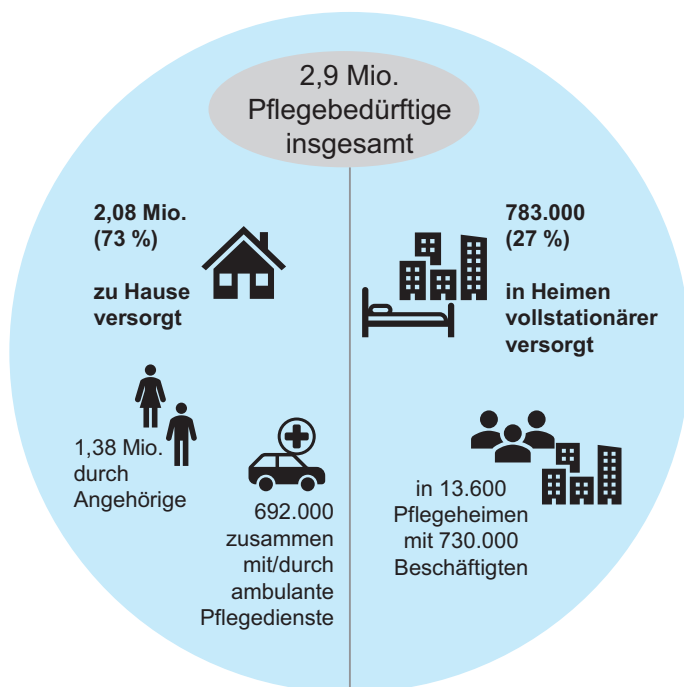 2,9 Mio.
Pflegebedürftige
insgesamt
2,08 Mio.
(73 %)
zu Hause
versorgt
1,38 Mio.
durch
Angehörige
692.000
zusammen
mit/durch
ambulante
Pflegedienste
783.000
(27 %)
in Heimen
vollstationärer
versorgt
in 13.600
Pflegeheimen
mit 730.000
Beschäftigten